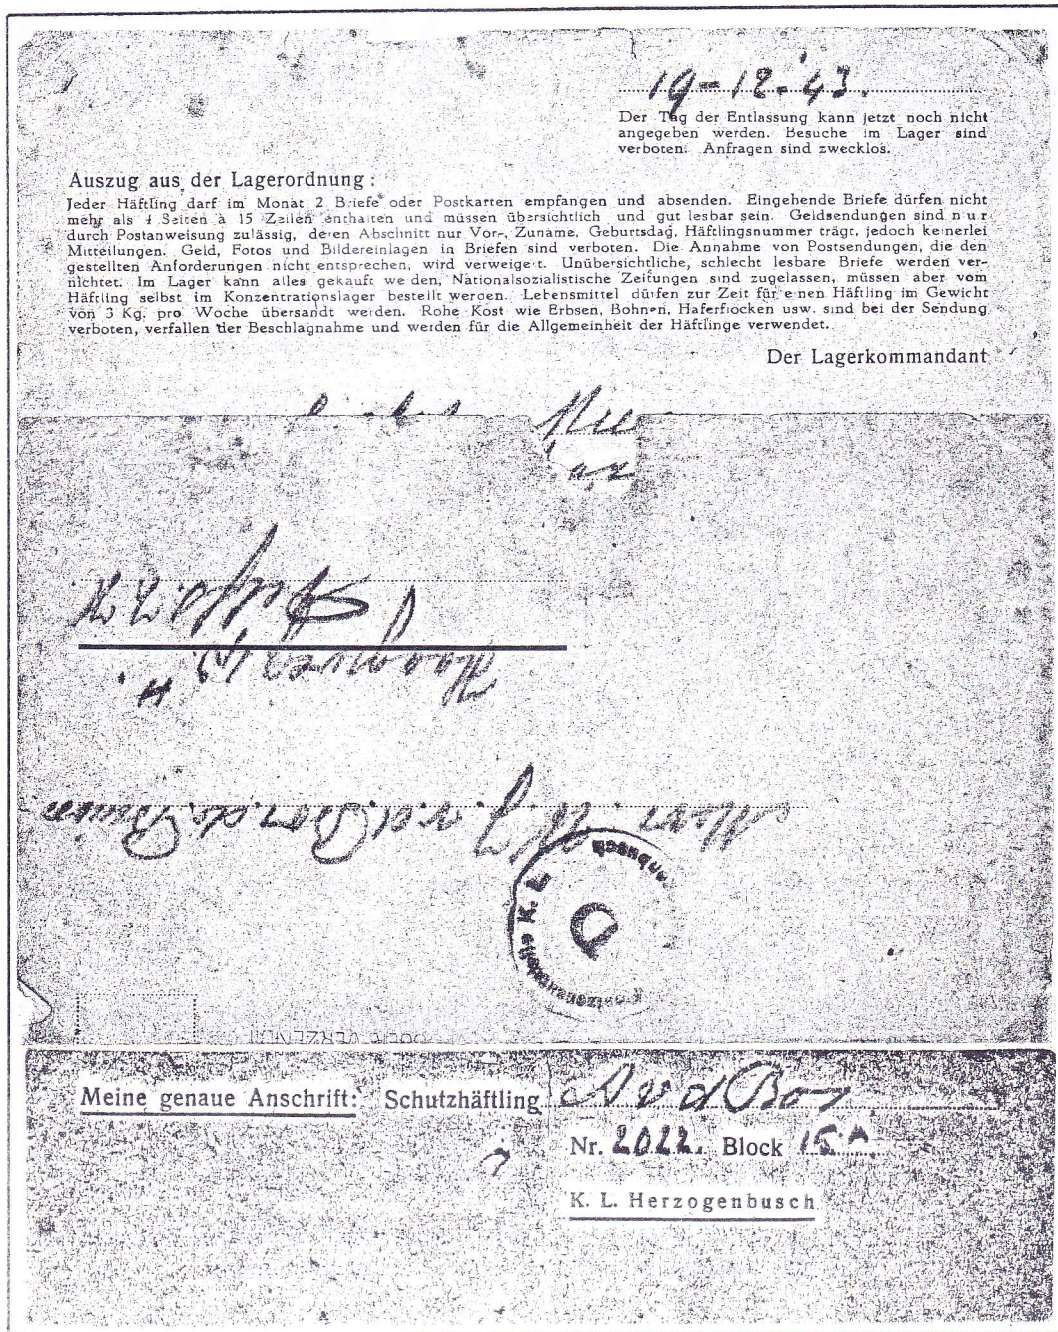 19-12-43.
Der Tag der Entlassung kann jetzt noch nicht
angegeben werden. Besuche im Lager sind
verboten. Anfragen sind zwecklos.
Auszug aus der Lagerordnung:
Jeder Häftling darf im Monat 2 Briefe oder Postkarten empfangen und absenden. Eingehende Briefe dürfen nicht
mehr als 4 Seiten à 15 Zeilen enthalten und müssen übersichtlich und gut lesbar sein. Geldsendungen sind nur
durch Postanweisung zulässig, deren Abschnitt nur Vor-, Zuname, Geburtsdag, Häftlingsnummer trägt, jedoch keinerlei
Mitteilungen. Geld, Fotos und Bildereinlagen in Briefen sind verboten. Die Annahme von Postsendungen, die den
gestellten Anforderungen nicht entsprechen, wird verweigert. Unübersichtliche, schlecht lesbare Briefe werden ver-
nichtet. Im Lager kann alles gekauft werden, Nationalsozialistische Zeitungen sind zugelassen, müssen aber vom
Häftling selbst im Konzentrationslager bestellt werden. Lebensmittel dürfen zur Zeit für einen Häftling im Gewicht
von 3 Kg. pro Woche übersandt werden. Rohe Kost wie Erbsen, Bohnen, Haferflocken usw. sind bei der Sendung
verboten, verfallen der Beschlagnahme und werden für die Allgemeinheit der Häftlinge verwendet.
Der Lagerkommandant
Delfzijl
v. d.
K. L.
D
Meine genaue Anschrift: Schutzhäftling A v d Bos
Nr. 2022. Block 15A
K. L. Herzogenbusch